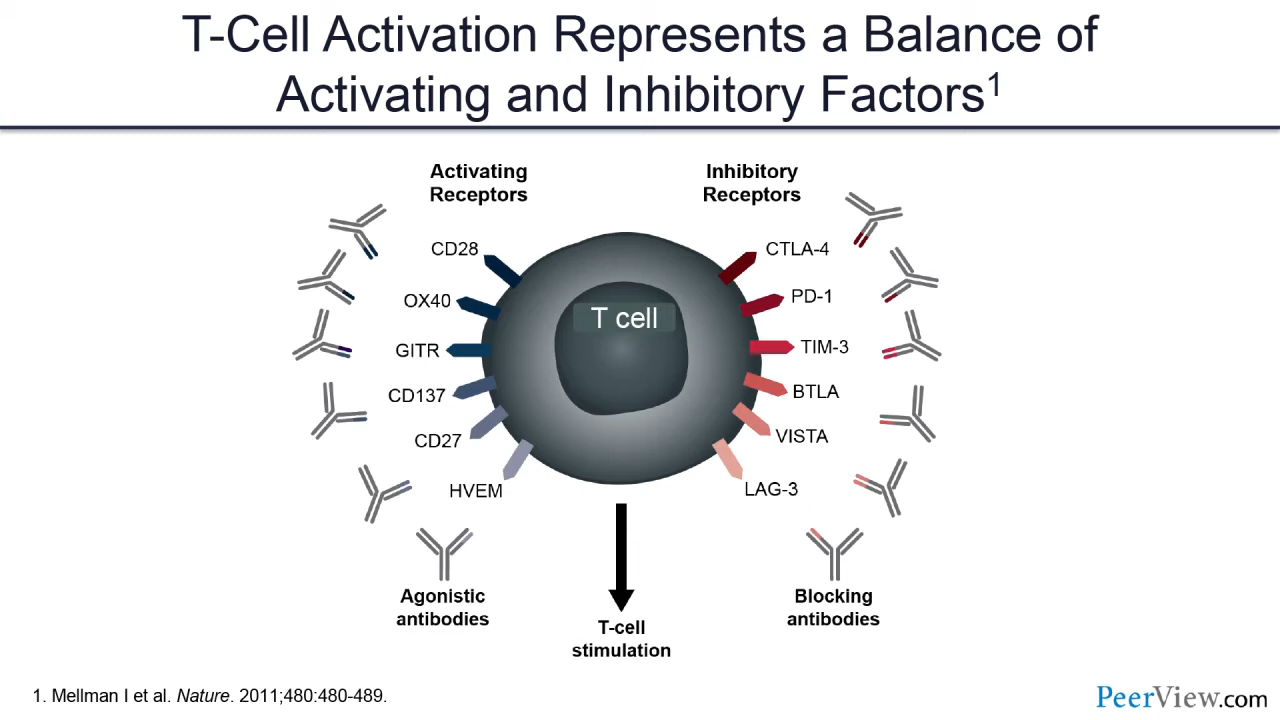 T-Cell Activation Represents a Balance of
Activating and Inhibitory Factors1
Activating
Receptors
Inhibitory
Receptors
CD28
OX40
GITR
CD137
CD27
HVEM
T cell
CTLA-4
PD-1
TIM-3
BTLA
VISTA
LAG-3
Agonistic
antibodies
T-cell
stimulation
Blocking
antibodies
1. Mellman I et al. Nature. 2011;480:480-489.
PeerView.com